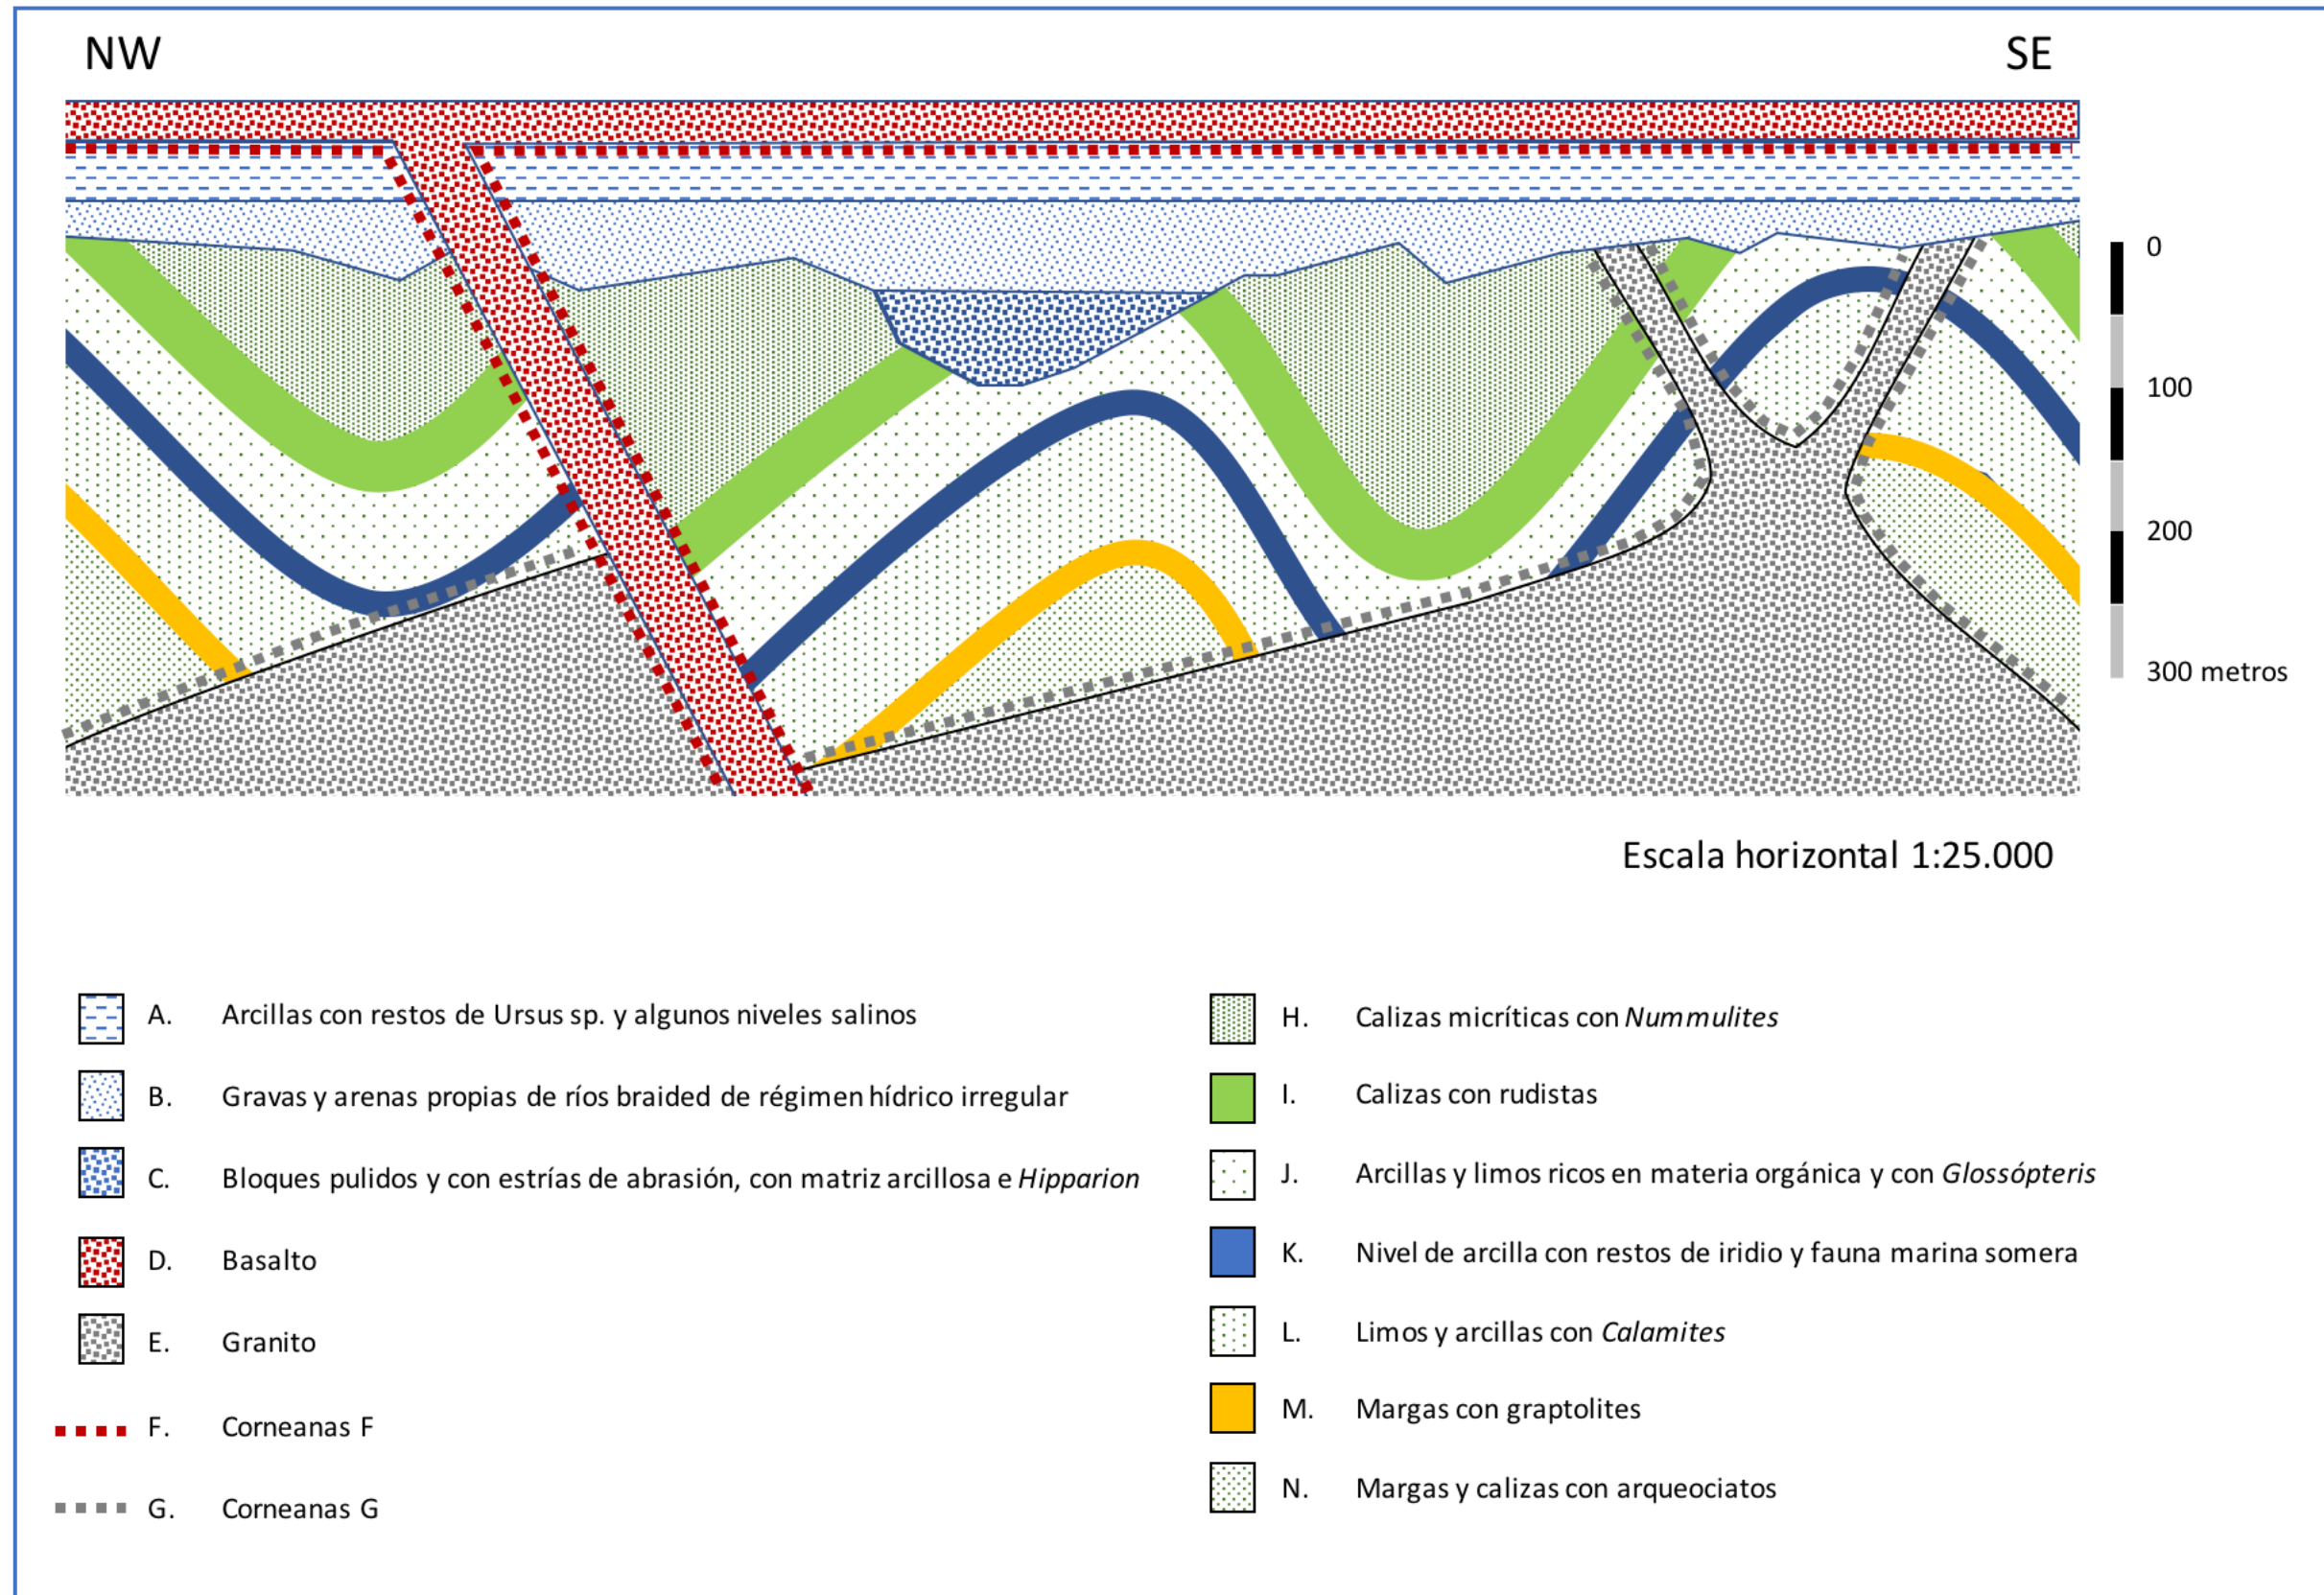 NW
SE
0
100
200
300 metros
Escala horizontal 1:25.000
A. Arcillas con restos de Ursus sp. y algunos niveles salinos
B. Gravas y arenas propias de ríos braided de régimen hídrico irregular
C. Bloques pulidos y con estrías de abrasión, con matriz arcillosa e Hipparion
D. Basalto
E. Granito
F. Corneanas F
G. Corneanas G
H. Calizas micríticas con Nummulites
I. Calizas con rudistas
J. Arcillas y limos ricos en materia orgánica y con Glossópteris
K. Nivel de arcilla con restos de iridio y fauna marina somera
L. Limos y arcillas con Calamites
M. Margas con graptolites
N. Margas y calizas con arqueociatos